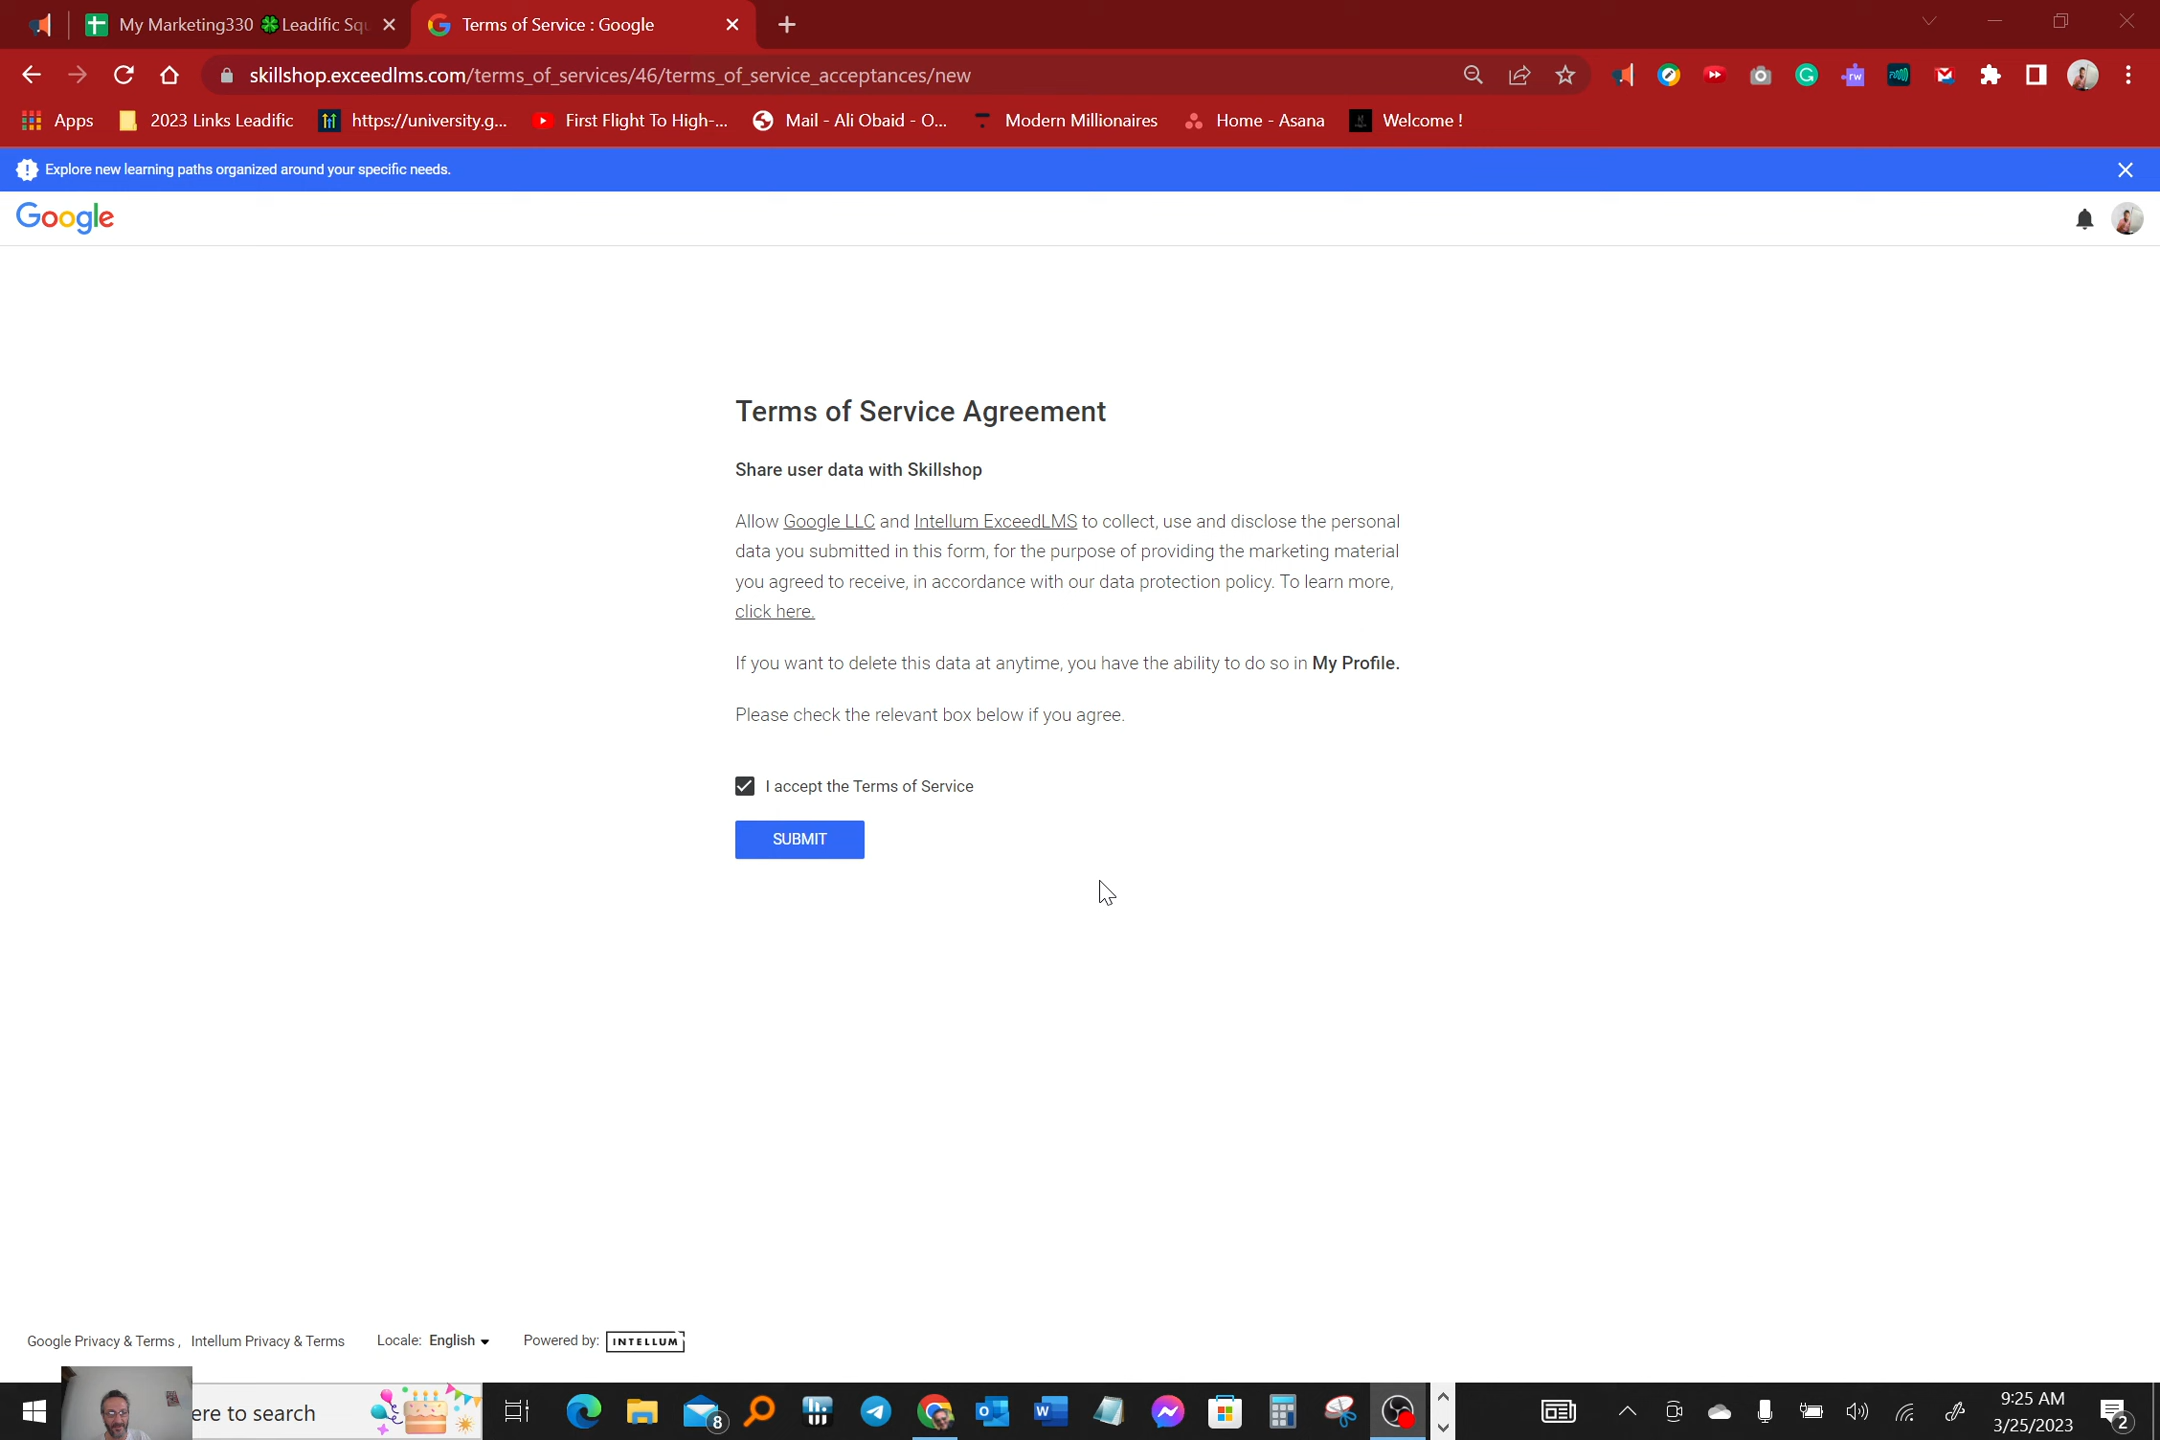 My Marketing330 🍀Leadific Squ
Terms of Service : Google
skillshop.exceedlms.com/terms_of_services/46/terms_of_service_acceptances/new
Apps
2023 Links Leadific
https://university.g...
First Flight To High-...
Mail - Ali Obaid - O...
Modern Millionaires
Home - Asana
Welcome !
Explore new learning paths organized around your specific needs.
Google
Terms of Service Agreement
Share user data with Skillshop
Allow Google LLC and Intellum ExceedLMS to collect, use and disclose the personal
data you submitted in this form, for the purpose of providing the marketing material
you agreed to receive, in accordance with our data protection policy. To learn more,
click here.
If you want to delete this data at anytime, you have the ability to do so in My Profile.
Please check the relevant box below if you agree.
I accept the Terms of Service
SUBMIT
Google Privacy & Terms , Intellum Privacy & Terms Locale: English Powered by: INTELLUM
ere to search
8
9:25 AM
3/25/2023
2